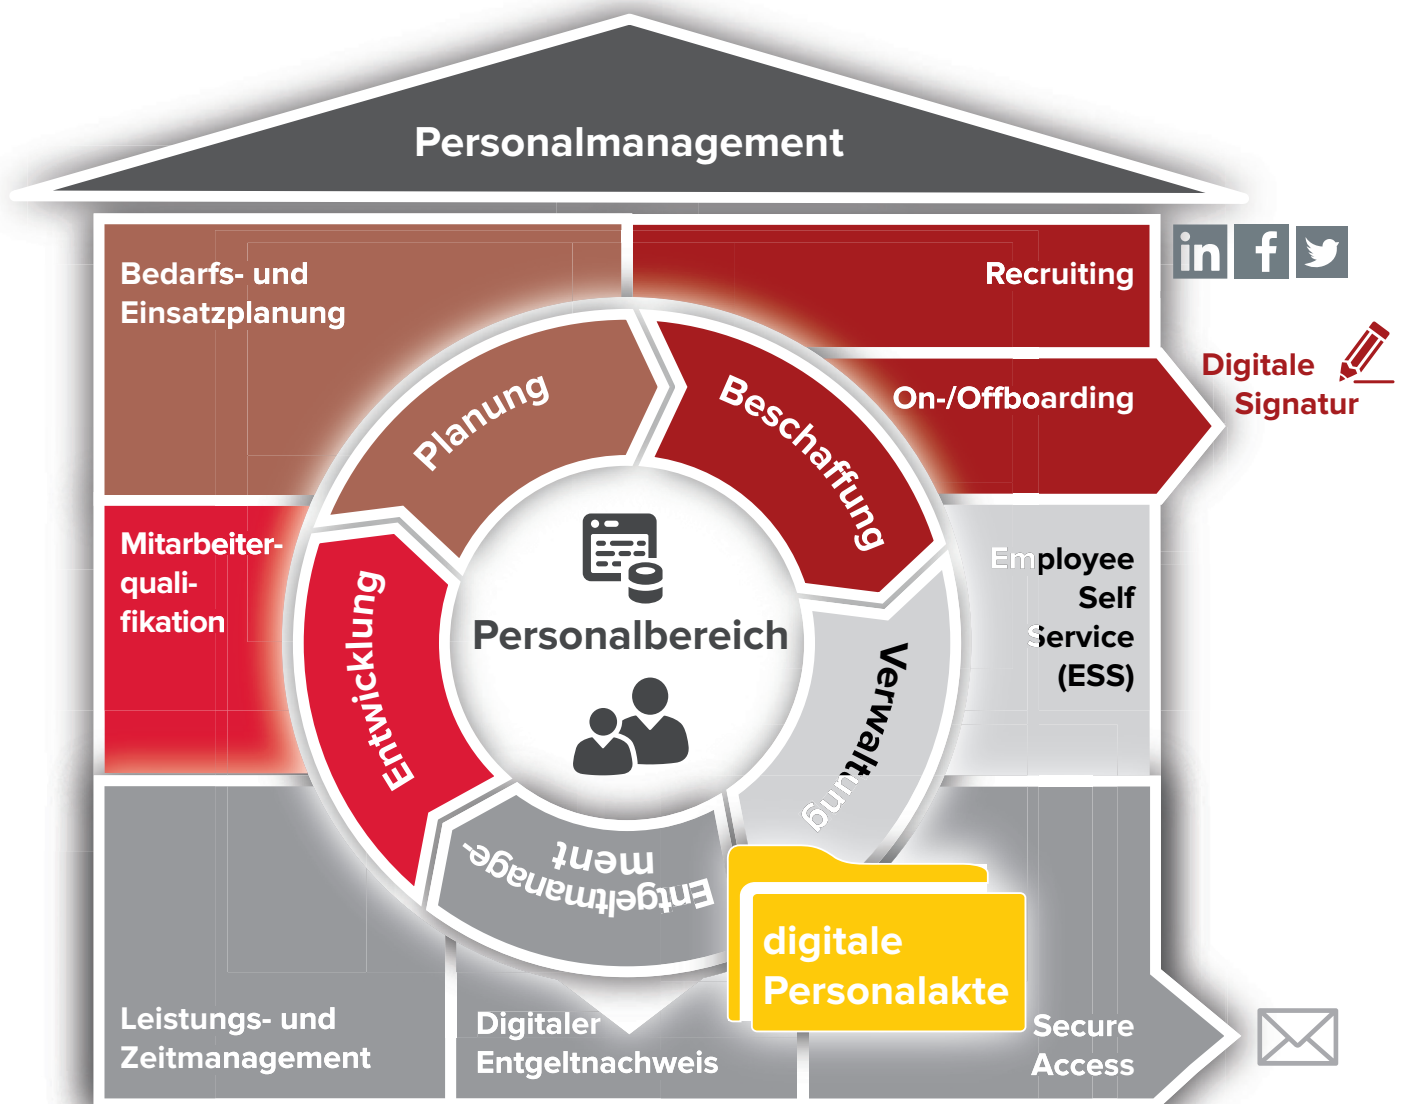 Personalmanagement
Bedarfs- und
Einsatzplanung
Recruiting
in
f
On-/Offboarding
Digitale
Signatur
Planung
Beschaffung
Mitarbeiter-
quali-
fikation
Employee
Self
Service
(ESS)
Entwicklung
Personalbereich
Verwaltung
Entgeltmanage-
ment
digitale
Personalakte
Leistungs- und
Zeitmanagement
Digitaler
Entgeltnachweis
Secure
Access